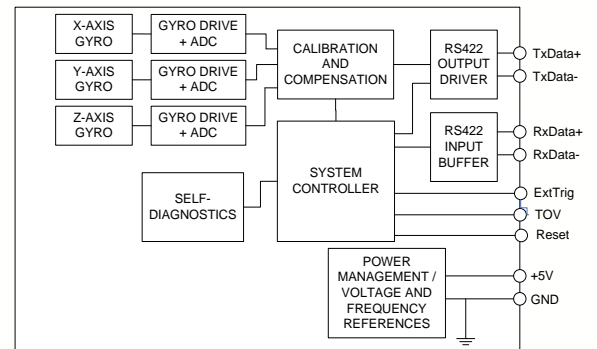 X-AXIS
GYRO
GYRO DRIVE
+ ADC
Y-AXIS
GYRO
GYRO DRIVE
+ ADC
Z-AXIS
GYRO
GYRO DRIVE
+ ADC
CALIBRATION
AND
COMPENSATION
RS422
OUTPUT
DRIVER
TxData+
TxData-
RS422
INPUT
BUFFER
RxData+
RxData-
SELF-
DIAGNOSTICS
SYSTEM
CONTROLLER
ExtTrig
TOV
Reset
POWER
MANAGEMENT /
VOLTAGE AND
FREQUENCY
REFERENCES
+5V
GND